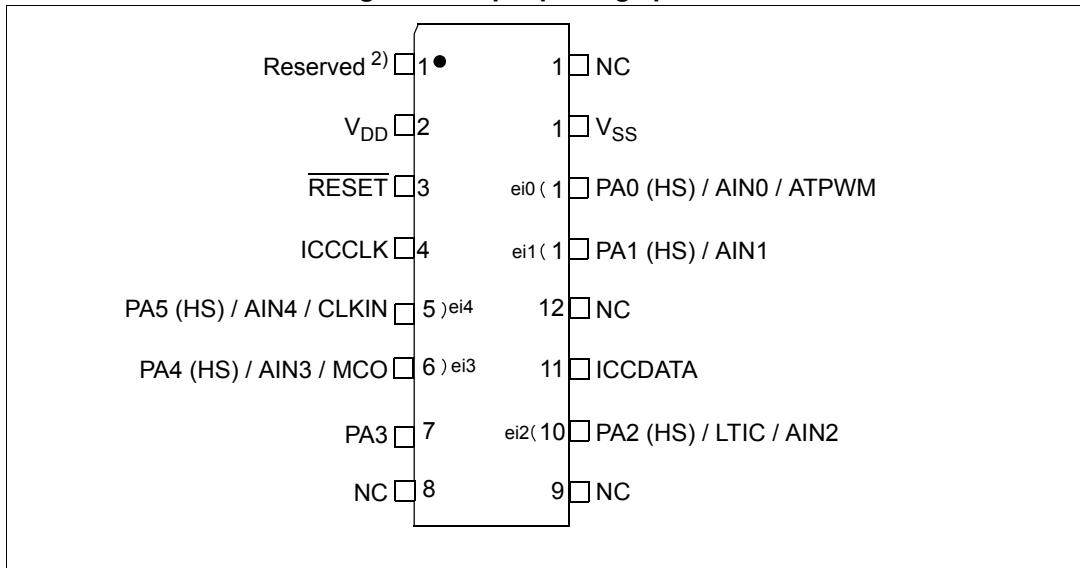 Reserved 2) 1 1 NC
VDD 2 1 VSS
RESET 3 ei0 ( 1 PA0 (HS) / AIN0 / ATPWM
ICCCLK 4 ei1 ( 1 PA1 (HS) / AIN1
PA5 (HS) / AIN4 / CLKIN 5 ) ei4 12 NC
PA4 (HS) / AIN3 / MCO 6 ) ei3 11 ICCDATA
PA3 7 ei2 ( 10 PA2 (HS) / LTIC / AIN2
NC 8 9 NC